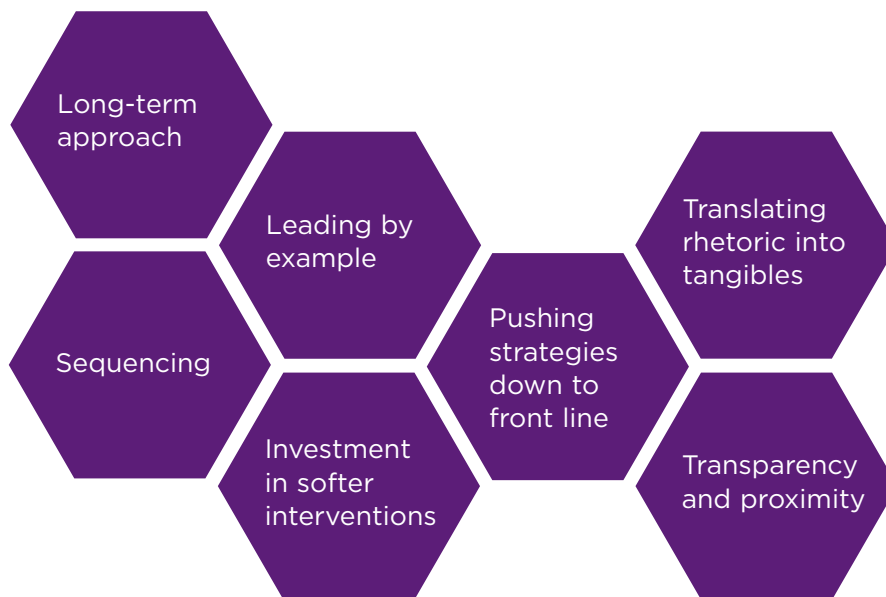 Long-term
approach
Leading by
example
Translating
rhetoric into
tangibles
Sequencing
Pushing
strategies
down to
front line
Investment
in softer
interventions
Transparency
and proximity